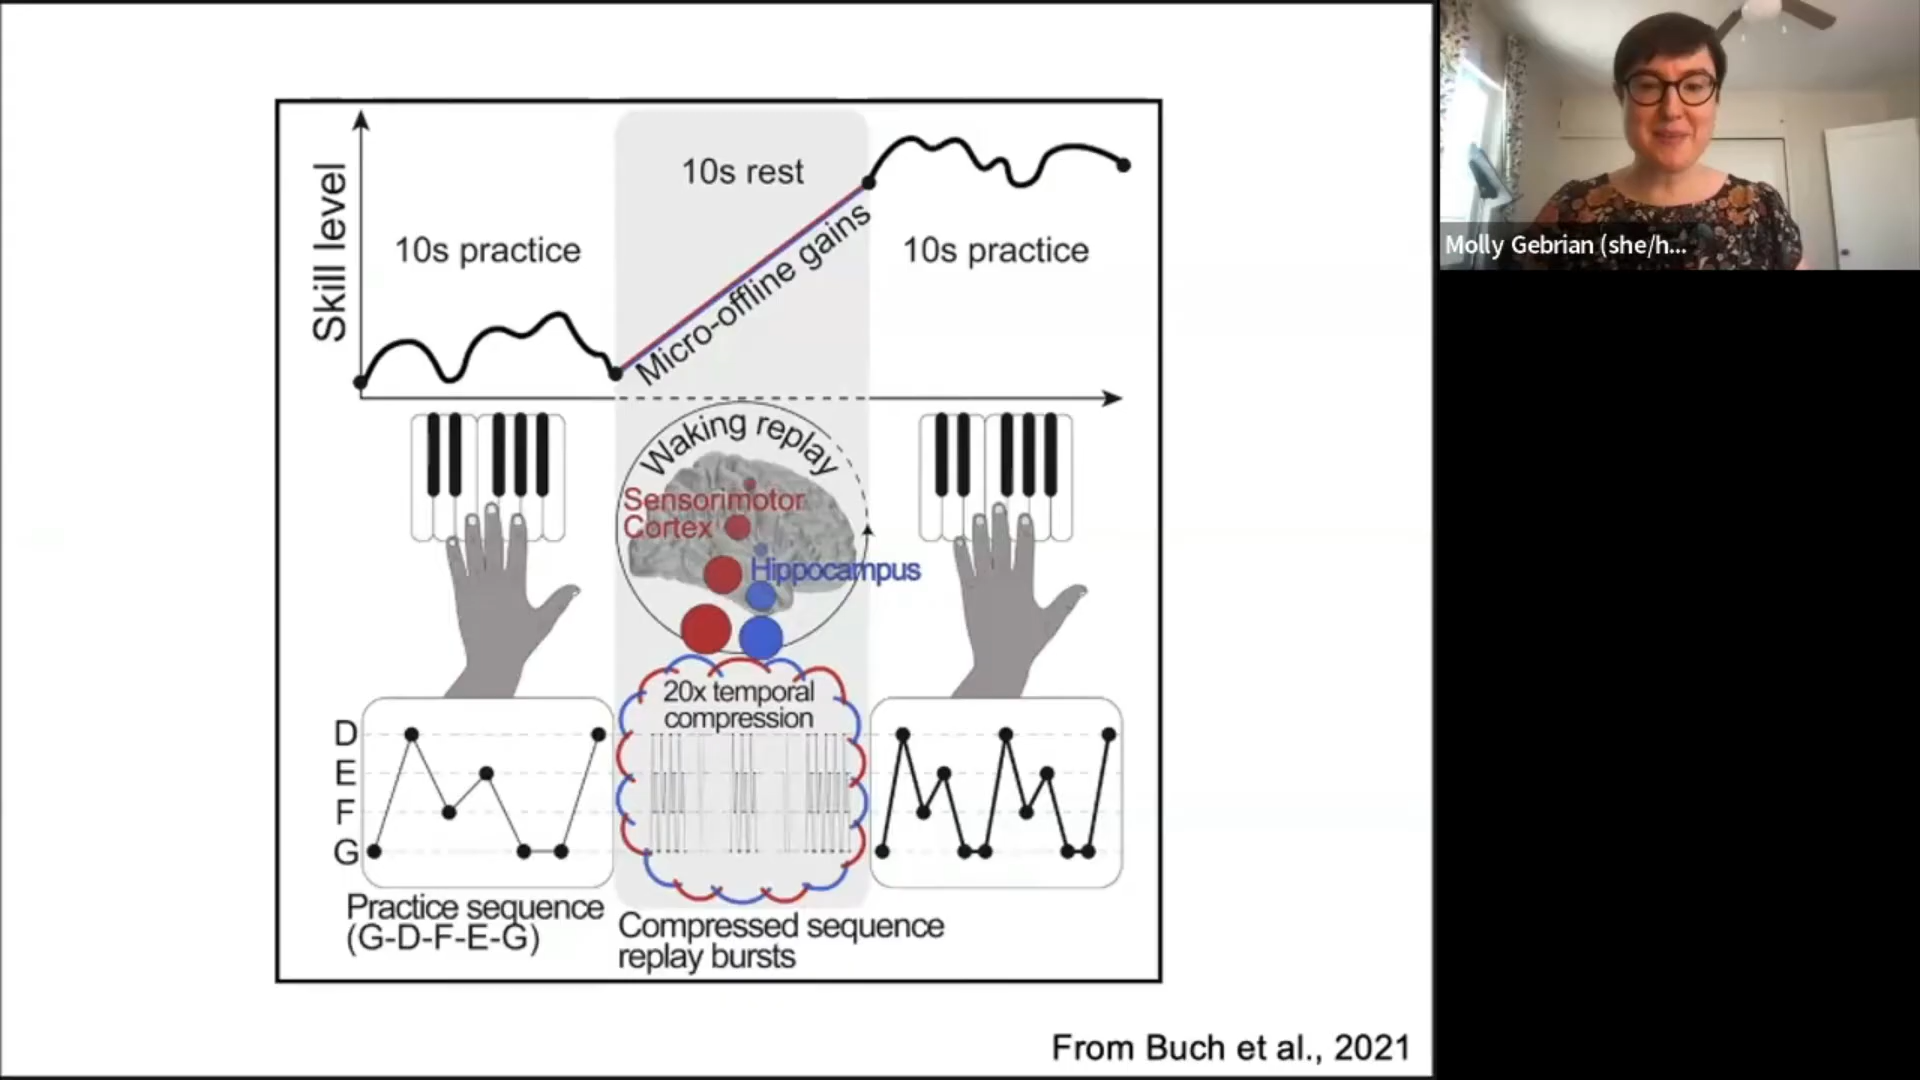 Skill level
10s practice
10s rest
Micro-offline gains
10s practice
Waking replay
Sensorimotor
Cortex
Hippocampus
20x temporal
compression
D
E
F
G
Practice sequence
(G-D-F-E-G)
Compressed sequence
replay bursts
From Buch et al., 2021
Molly Gebrian (she/h...